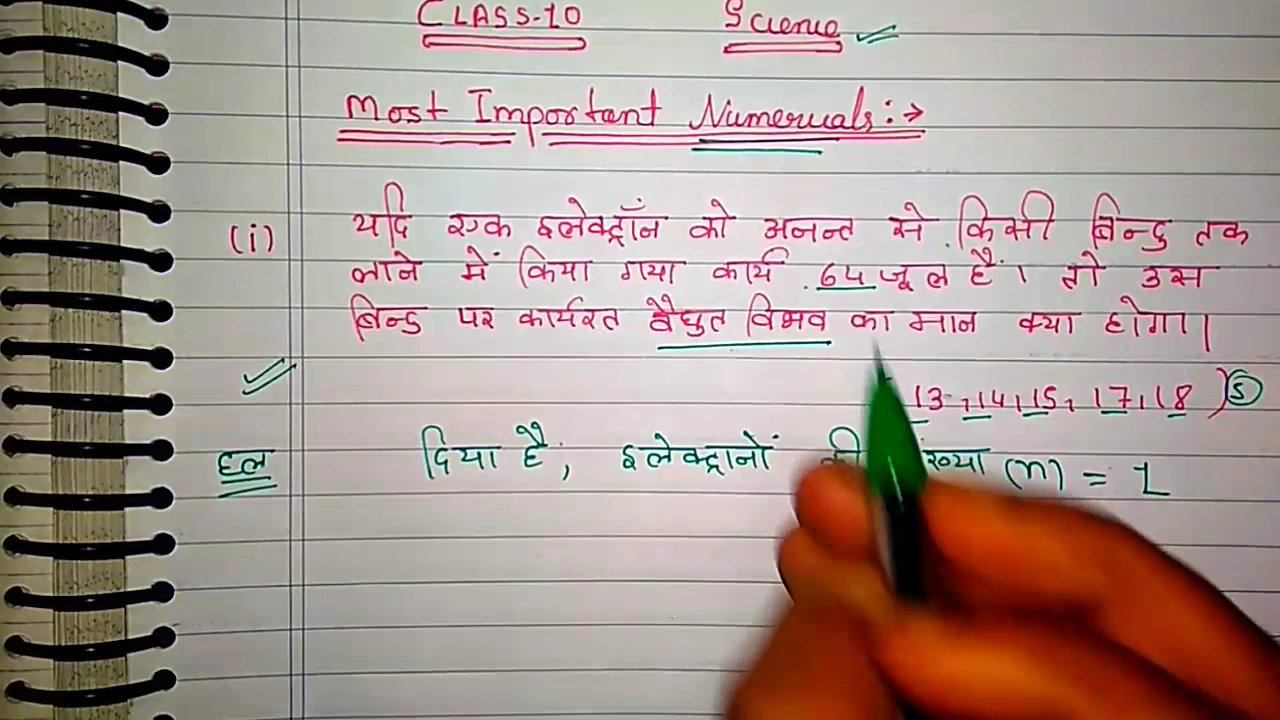 CLASS-10 Science
Most Important Numericals:→
(i) यदि एक इलेक्ट्रॉन को अनन्त से किसी बिन्दु तक
लाने में किया गया कार्य 64 जूल है। तो उस
बिन्दु पर कार्यरत वैद्युत विभव का मान क्या होगा।
13, 14, 15, 17, 18 ) 5
हल दिया है, इलेक्ट्रानों (n) = 1